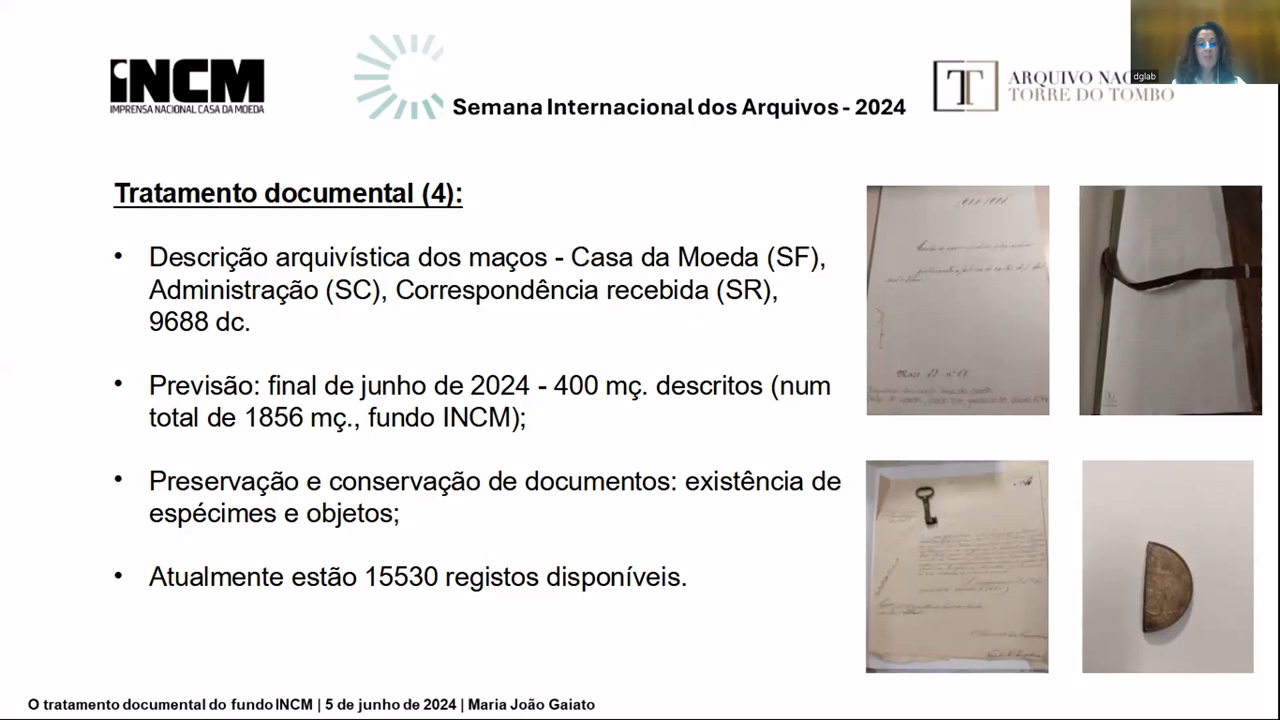 INCM
IMPRENSA NACIONAL CASA DA MOEDA
Semana Internacional dos Arquivos - 2024
TT
ARQUIVO
TORRE DO TOMBO
dglab
Tratamento documental (4):
• Descrição arquivística dos maços - Casa da Moeda (SF),
Administração (SC), Correspondência recebida (SR),
9688 dc.
• Previsão: final de junho de 2024 - 400 mç. descritos (num
total de 1856 mç., fundo INCM);
• Preservação e conservação de documentos: existência de
espécimes e objetos;
• Atualmente estão 15530 registos disponíveis.
O tratamento documental do fundo INCM | 5 de junho de 2024 | Maria João Gaiato